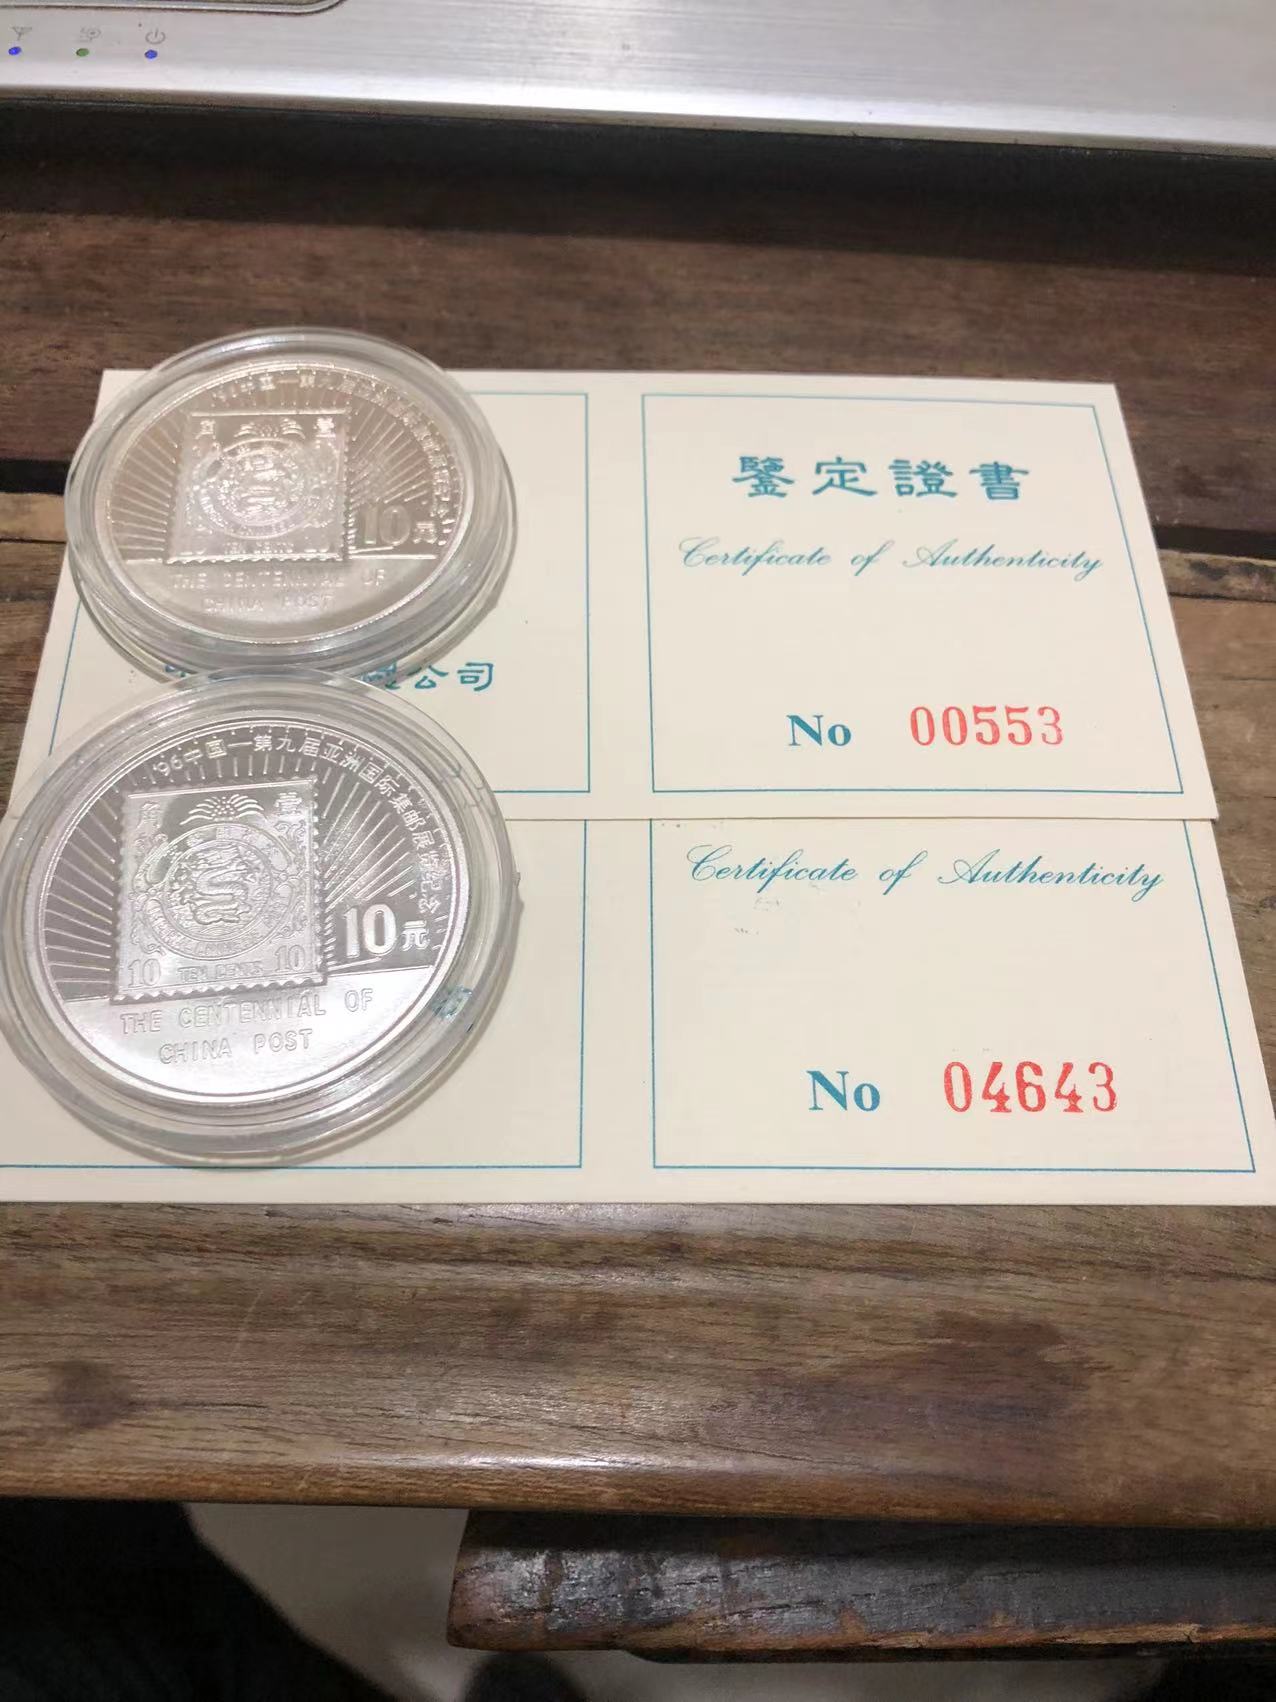 10元
THE CENTENNIAL OF
CHINA POST
公司
鑒定證書
Certificate of Authenticity
No 00553
'96中国—第九届亚洲国际集邮展览纪念
角 壹
10 TEN CENTS 10
10元
THE CENTENNIAL OF
CHINA POST
Certificate of Authenticity
No 04643